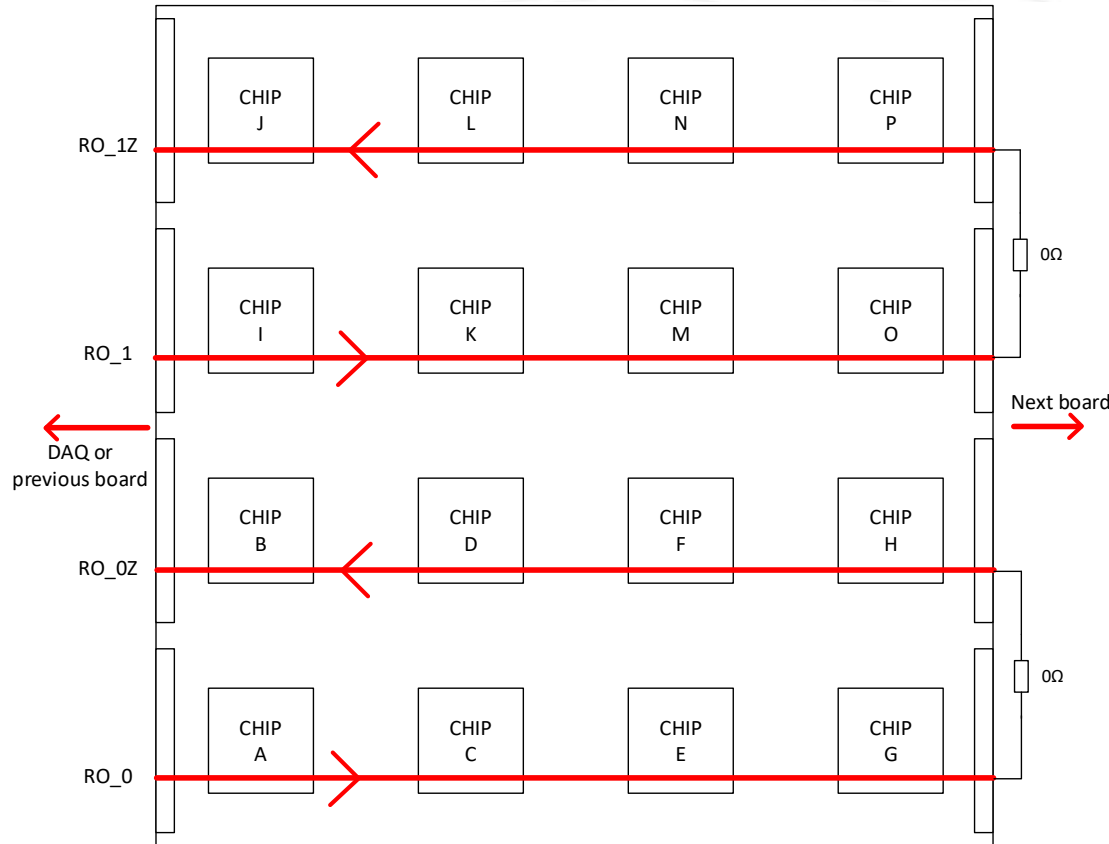 CHIP
J
CHIP
L
CHIP
N
CHIP
P
RO_1Z
0Ω
CHIP
I
CHIP
K
CHIP
M
CHIP
O
RO_1
Next board
DAQ or
previous board
CHIP
B
CHIP
D
CHIP
F
CHIP
H
RO_0Z
0Ω
CHIP
A
CHIP
C
CHIP
E
CHIP
G
RO_0